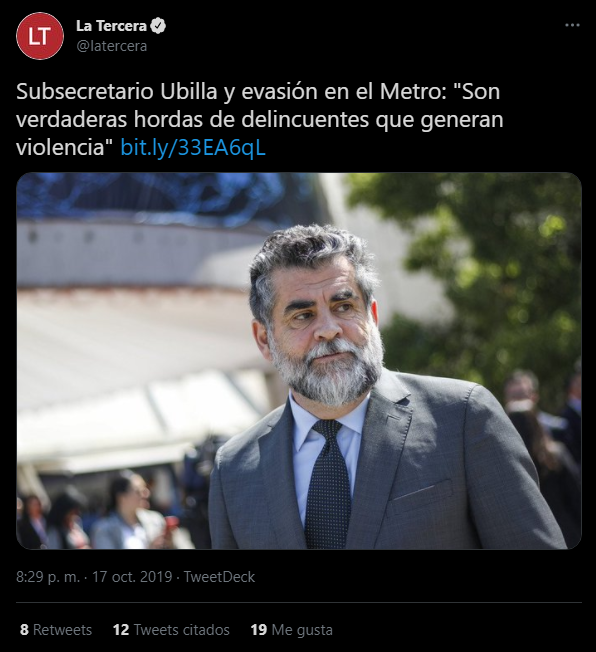 LT
La Tercera
@latercera
Subsecretario Ubilla y evasión en el Metro: "Son
verdaderas hordas de delincuentes que generan
violencia" bit.ly/33EA6qL
8:29 p. m. · 17 oct. 2019 · TweetDeck
8 Retweets 12 Tweets citados 19 Me gusta